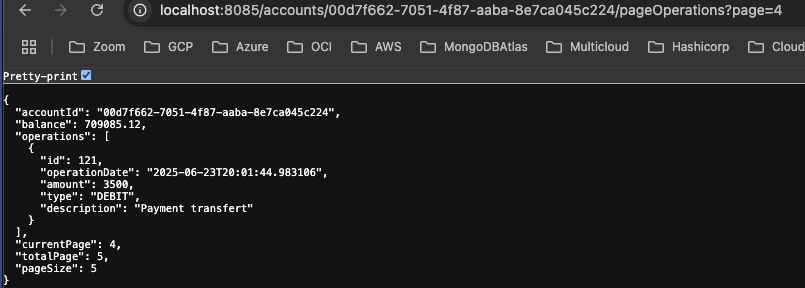 localhost:8085/accounts/00d7f662-7051-4f87-aaba-8e7ca045c224/pageOperations?page=4
Zoom GCP Azure OCI AWS MongoDBAtlas Multicloud Hashicorp Cloud
Pretty-print
{
  "accountId": "00d7f662-7051-4f87-aaba-8e7ca045c224",
  "balance": 709085.12,
  "operations": [
    {
      "id": 121,
      "operationDate": "2025-06-23T20:01:44.983106",
      "amount": 3500,
      "type": "DEBIT",
      "description": "Payment transfert"
    }
  ],
  "currentPage": 4,
  "totalPage": 5,
  "pageSize": 5
}